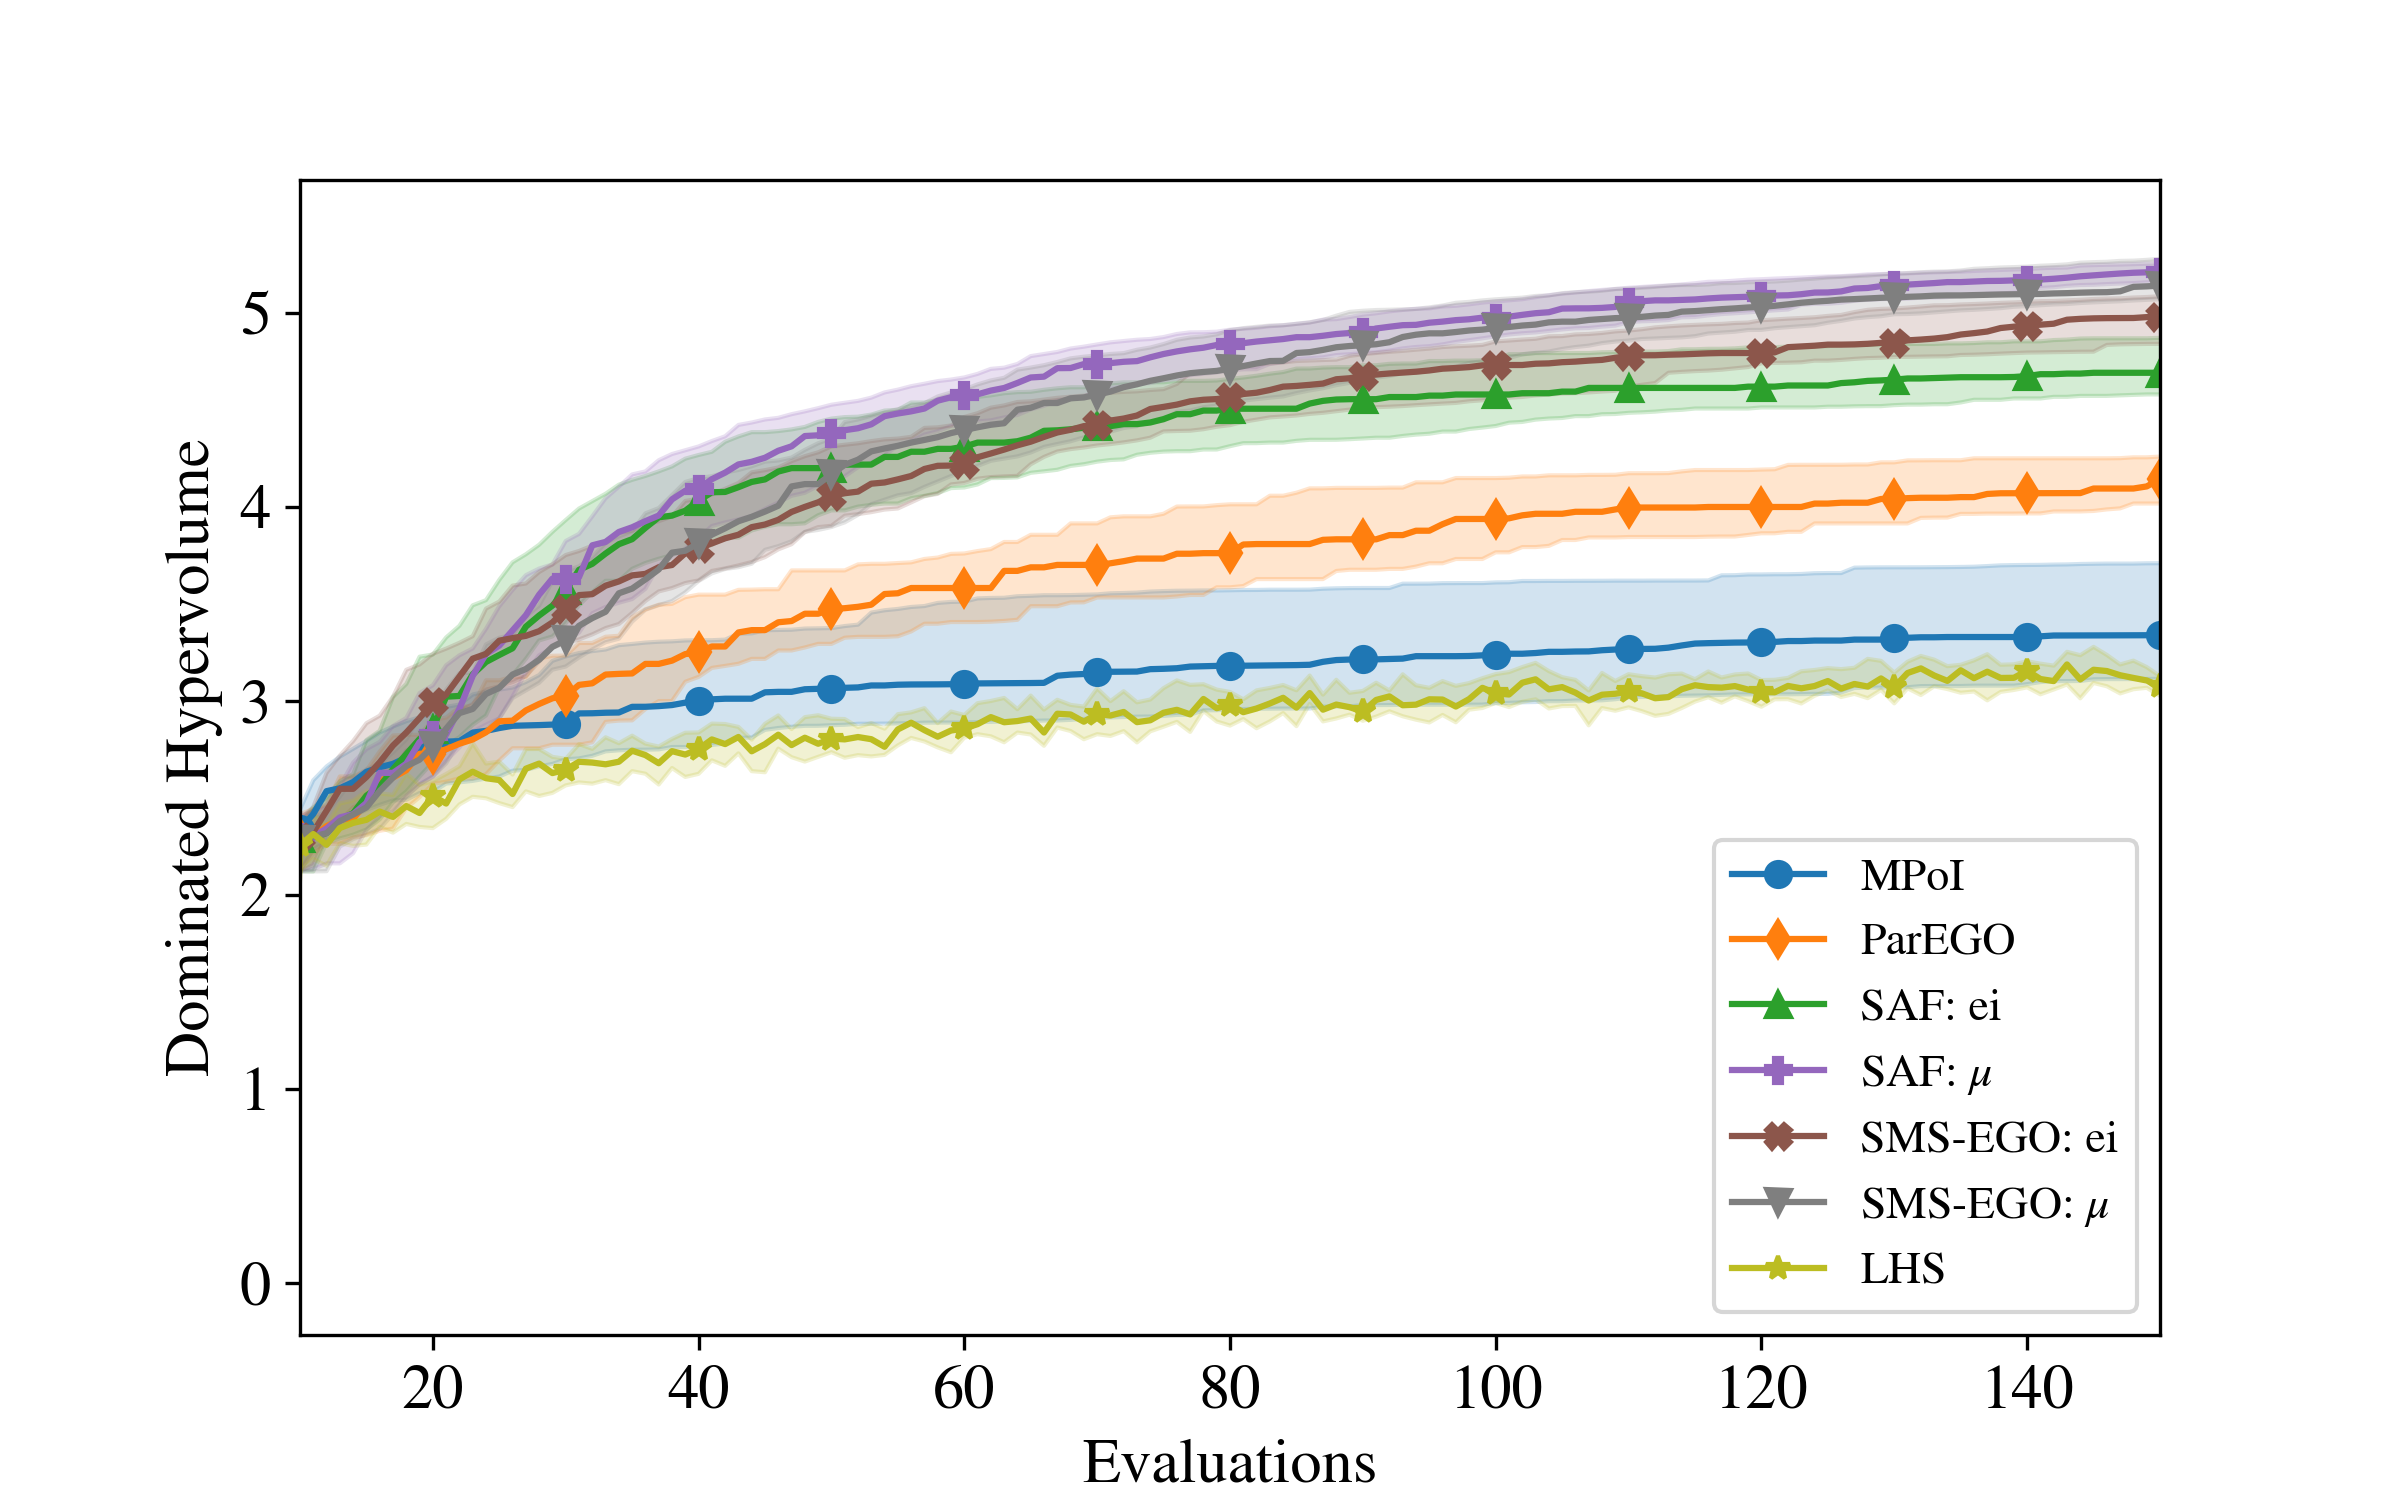 Dominated Hypervolume
5
4
3
2
1
0
MPoI
ParEGO
SAF: ei
SAF: μ
SMS-EGO: ei
SMS-EGO: μ
LHS
20 40 60 80 100 120 140
Evaluations